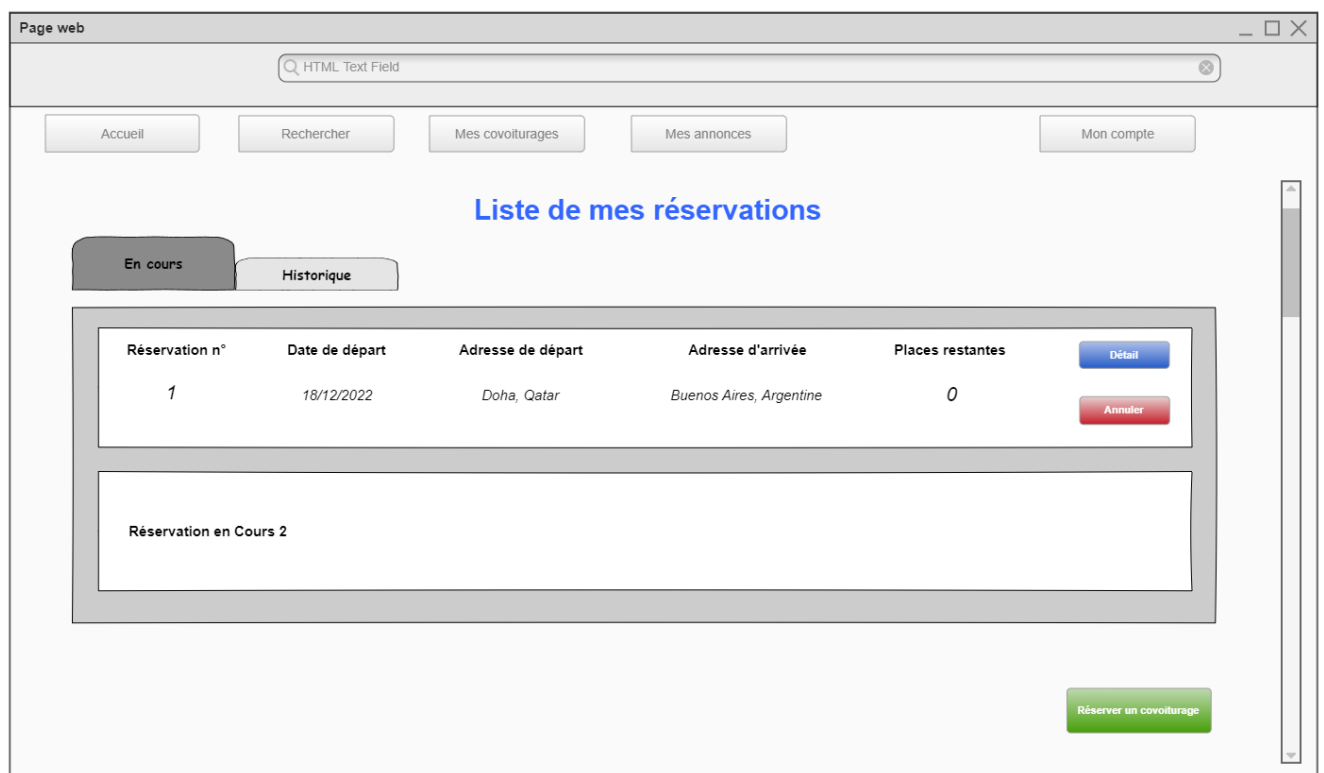 Page web
HTML Text Field
Accueil Rechercher Mes covoiturages Mes annonces Mon compte
Liste de mes réservations
En cours Historique
Réservation n° Date de départ Adresse de départ Adresse d'arrivée Places restantes Détail
1 18/12/2022 Doha, Qatar Buenos Aires, Argentine 0 Annuler
Réservation en Cours 2
Réserver un covoiturage